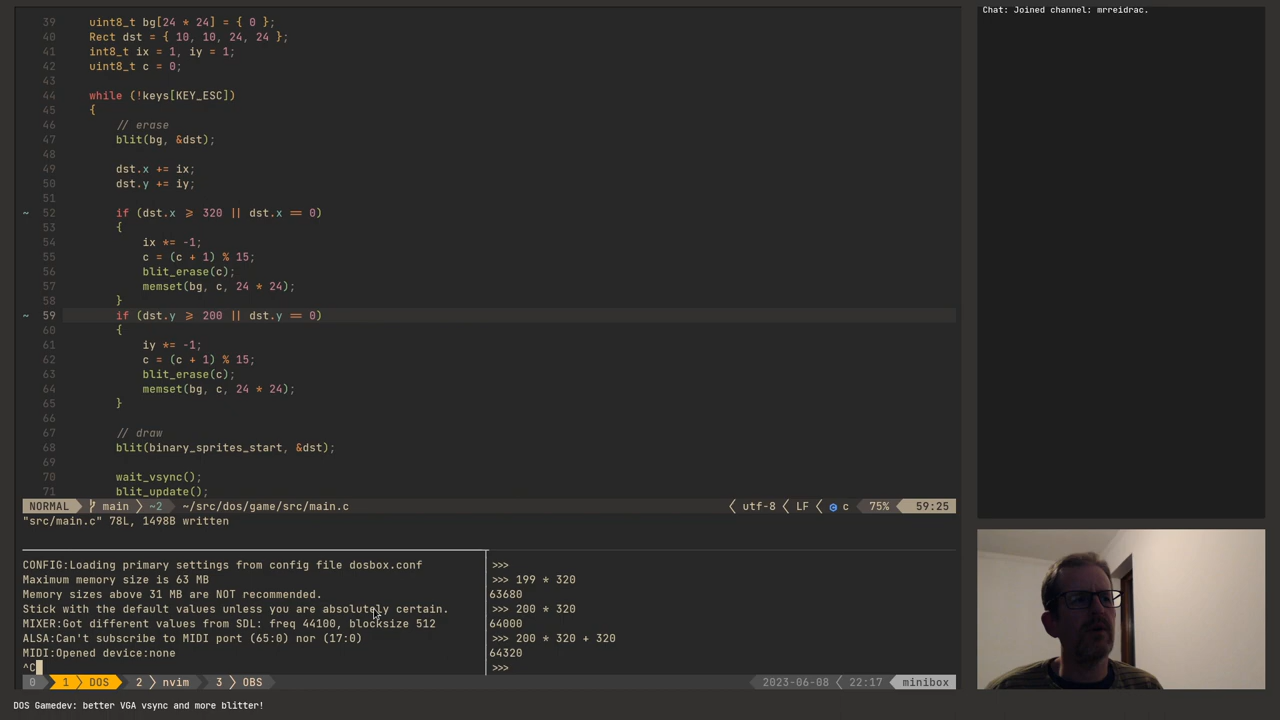 Chat: Joined channel: mrreidrac.
39 uint8_t bg[24 * 24] = { 0 };
40 Rect dst = { 10, 10, 24, 24 };
41 int8_t ix = 1, iy = 1;
42 uint8_t c = 0;
43
44 while (!keys[KEY_ESC])
45 {
46 // erase
47 blit(bg, &dst);
48
49 dst.x += ix;
50 dst.y += iy;
51
~ 52 if (dst.x >= 320 || dst.x == 0)
53 {
54 ix *= -1;
55 c = (c + 1) % 15;
56 blit_erase(c);
57 memset(bg, c, 24 * 24);
58 }
~ 59 if (dst.y >= 200 || dst.y == 0)
60 {
61 iy *= -1;
62 c = (c + 1) % 15;
63 blit_erase(c);
64 memset(bg, c, 24 * 24);
65 }
66
67 // draw
68 blit(binary_sprites_start, &dst);
69
70 wait_vsync();
71 blit_update();
NORMAL main ~2 ~/src/dos/game/src/main.c utf-8 LF c 75% 59:25
"src/main.c" 78L, 1498B written
CONFIG:Loading primary settings from config file dosbox.conf
Maximum memory size is 63 MB
Memory sizes above 31 MB are NOT recommended.
Stick with the default values unless you are absolutely certain.
MIXER:Got different values from SDL: freq 44100, blocksize 512
ALSA:Can't subscribe to MIDI port (65:0) nor (17:0)
MIDI:Opened device:none
^C
>>>
>>> 199 * 320
63680
>>> 200 * 320
64000
>>> 200 * 320 + 320
64320
>>>
0 1 DOS 2 nvim 3 OBS 2023-06-08 22:17 minibox
DOS Gamedev: better VGA vsync and more blitter!